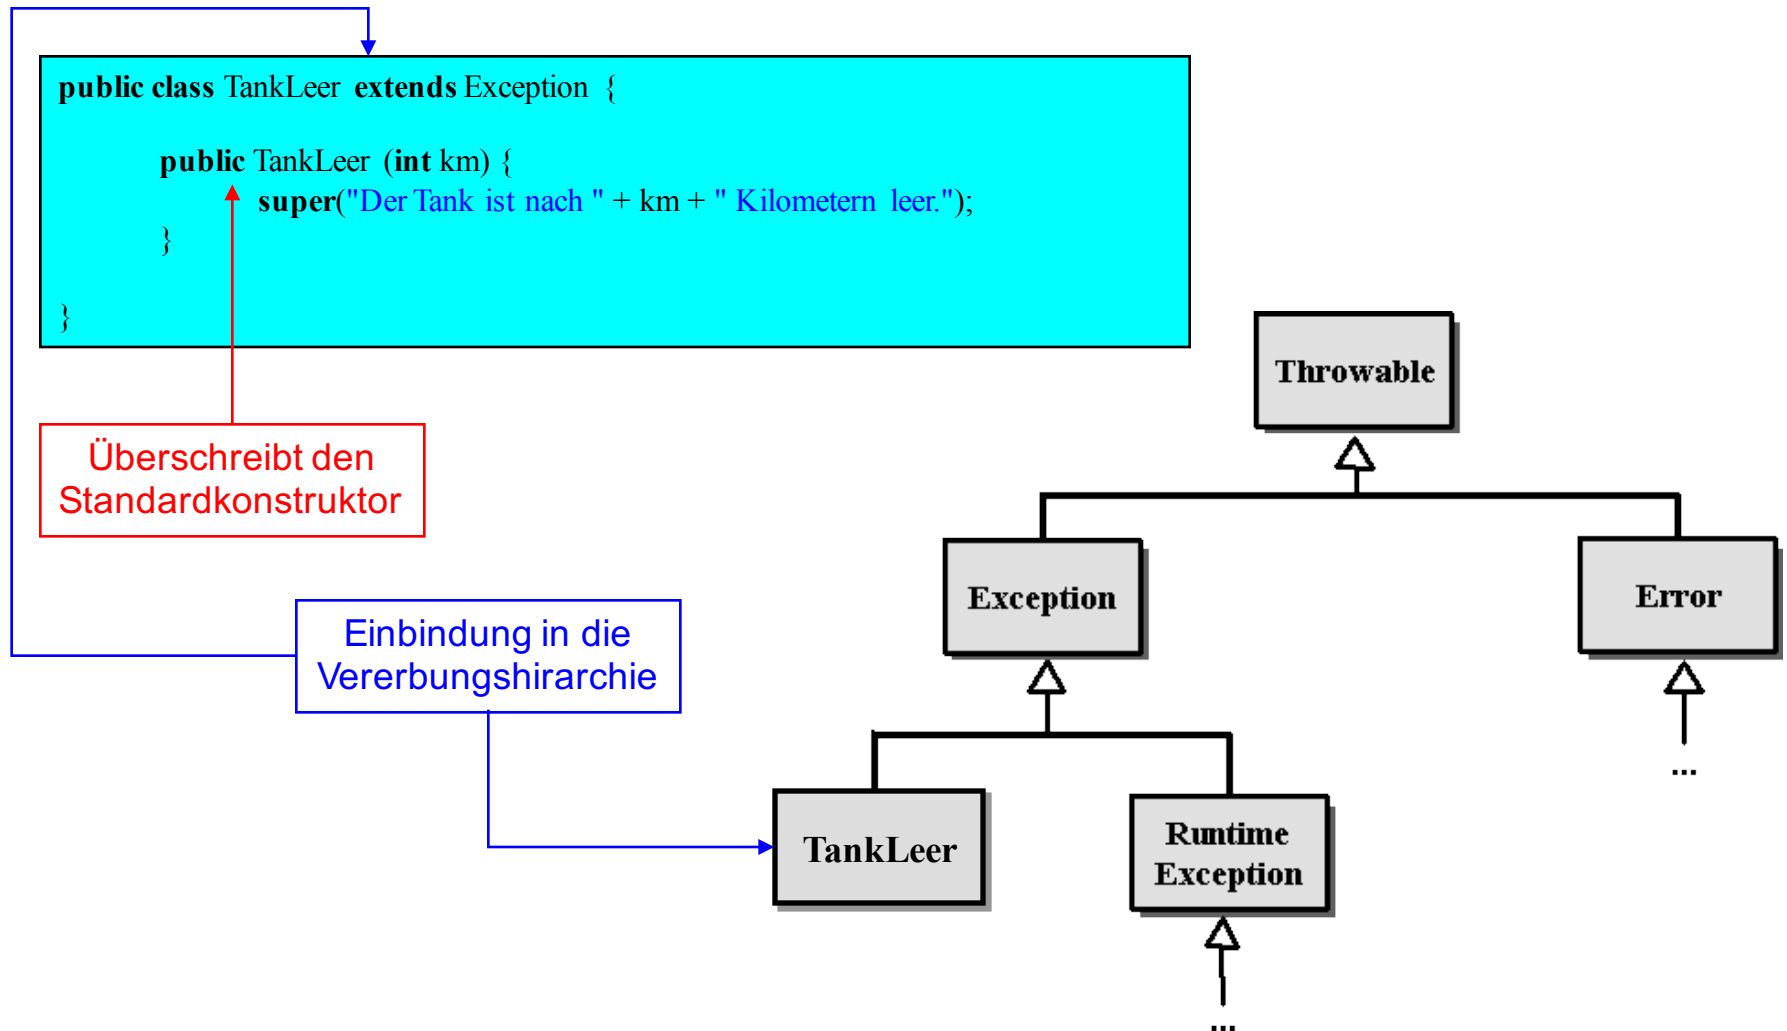 public class TankLeer extends Exception {
public TankLeer (int km) {
super("Der Tank ist nach " + km + " Kilometern leer.");
}
}
Überschreibt den
Standardkonstruktor
Einbindung in die
Vererbungshirarchie
Throwable
Exception
Error
...
TankLeer
Runtime
Exception
...